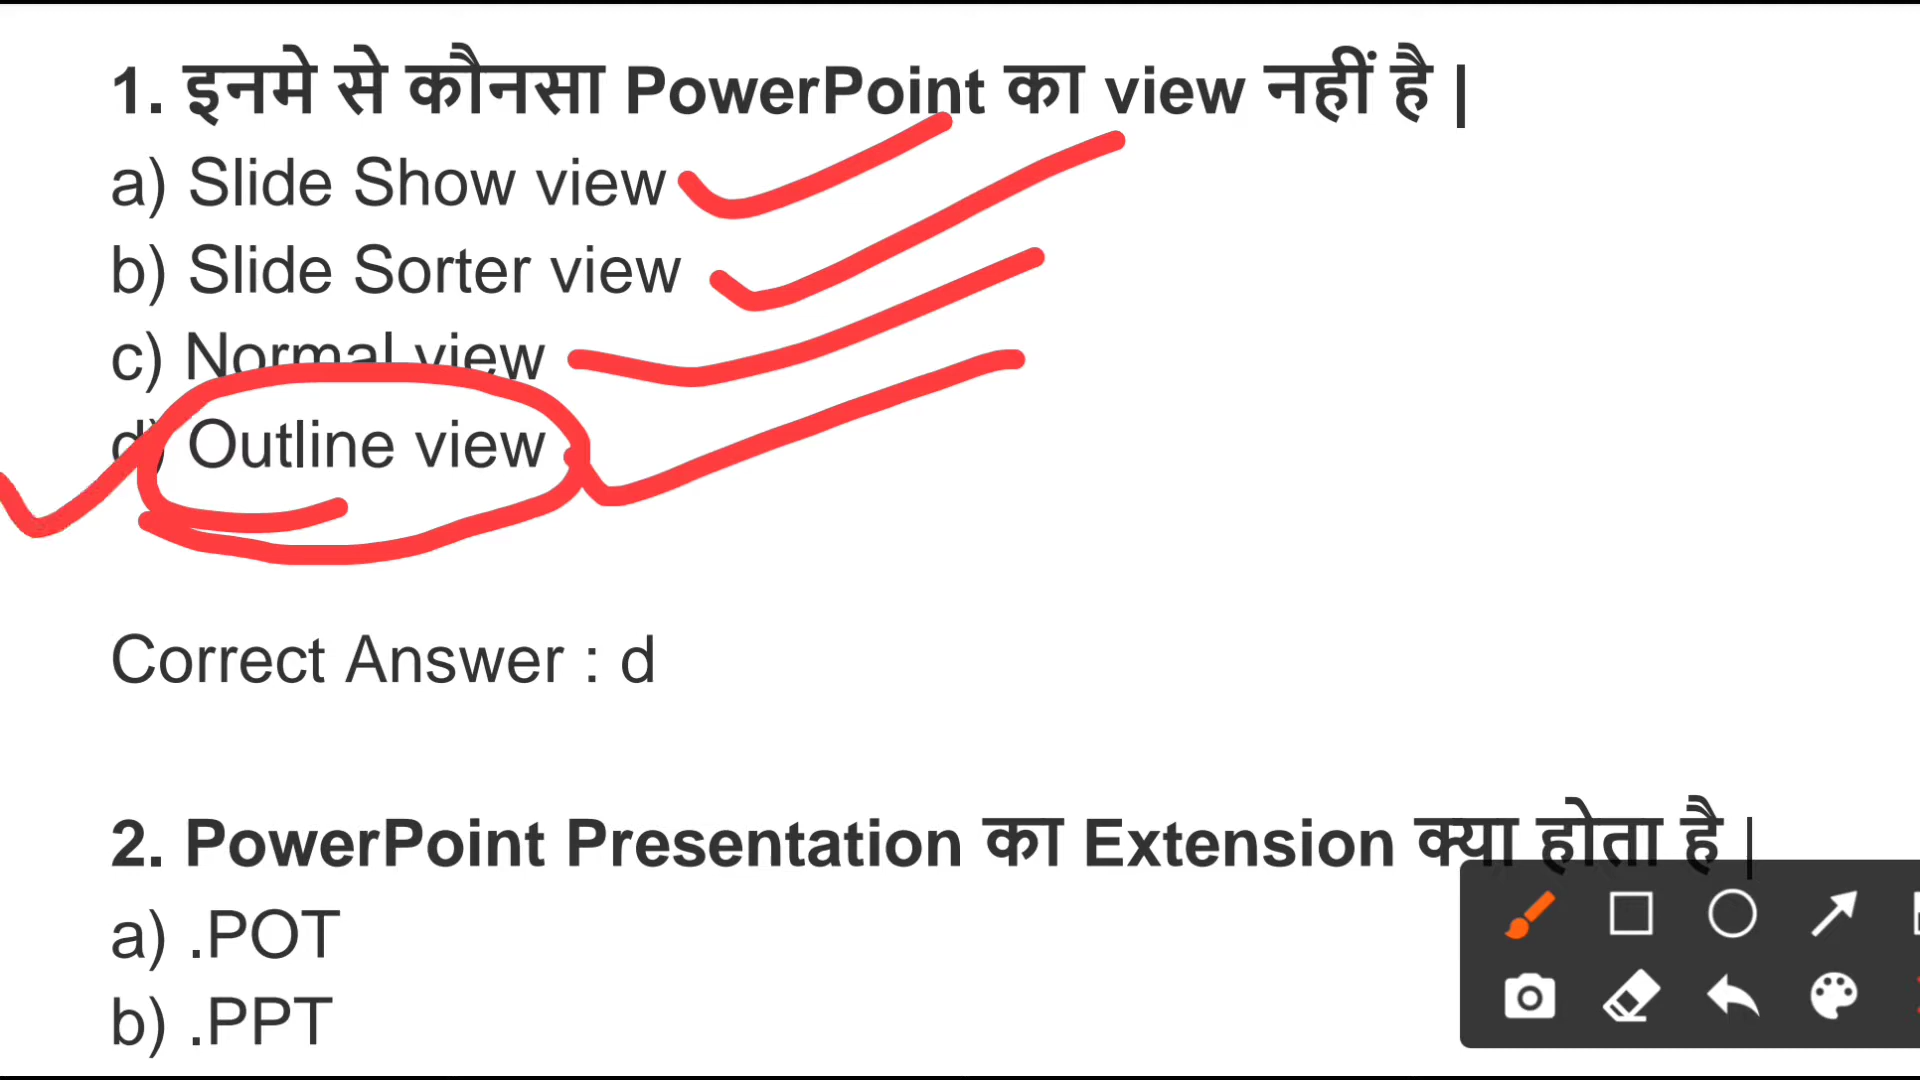 1. इनमे से कौनसा PowerPoint का view नहीं है |
a) Slide Show view
b) Slide Sorter view
c) Normal view
d) Outline view
Correct Answer : d
2. PowerPoint Presentation का Extension क्या होता है |
a) .POT
b) .PPT